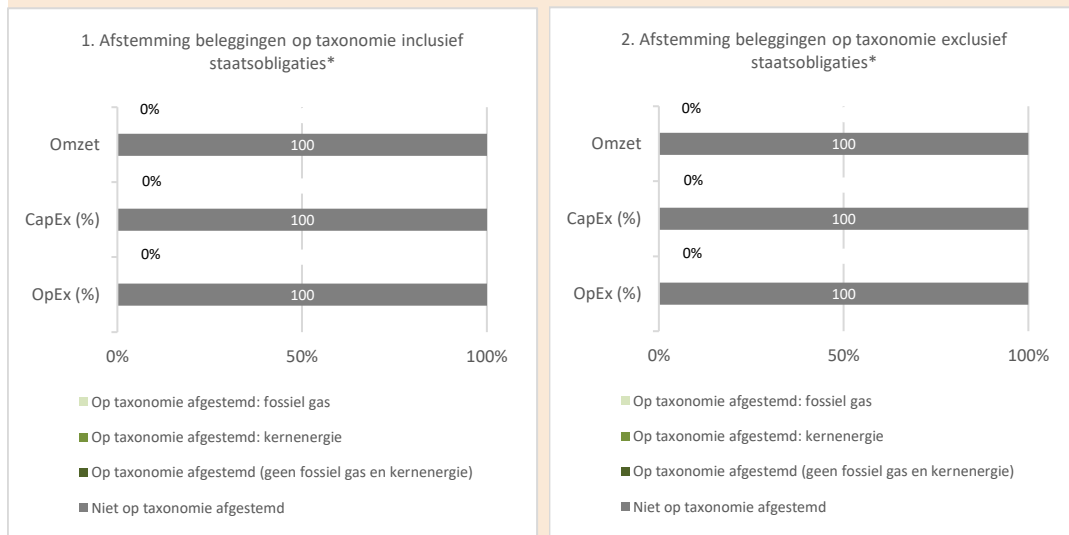 1. Afstemming beleggingen op taxonomie inclusief
staatsobligaties*
0%
Omzet
100
0%
CapEx (%)
100
0%
OpEx (%)
100
0%
50%
100%
Op taxonomie afgestemd: fossiel gas
Op taxonomie afgestemd: kernenergie
Op taxonomie afgestemd (geen fossiel gas en kernenergie)
Niet op taxonomie afgestemd
2. Afstemming beleggingen op taxonomie exclusief
staatsobligaties*
0%
Omzet
100
0%
CapEx (%)
100
0%
OpEx (%)
100
0%
50%
100%
Op taxonomie afgestemd: fossiel gas
Op taxonomie afgestemd: kernenergie
Op taxonomie afgestemd (geen fossiel gas en kernenergie)
Niet op taxonomie afgestemd